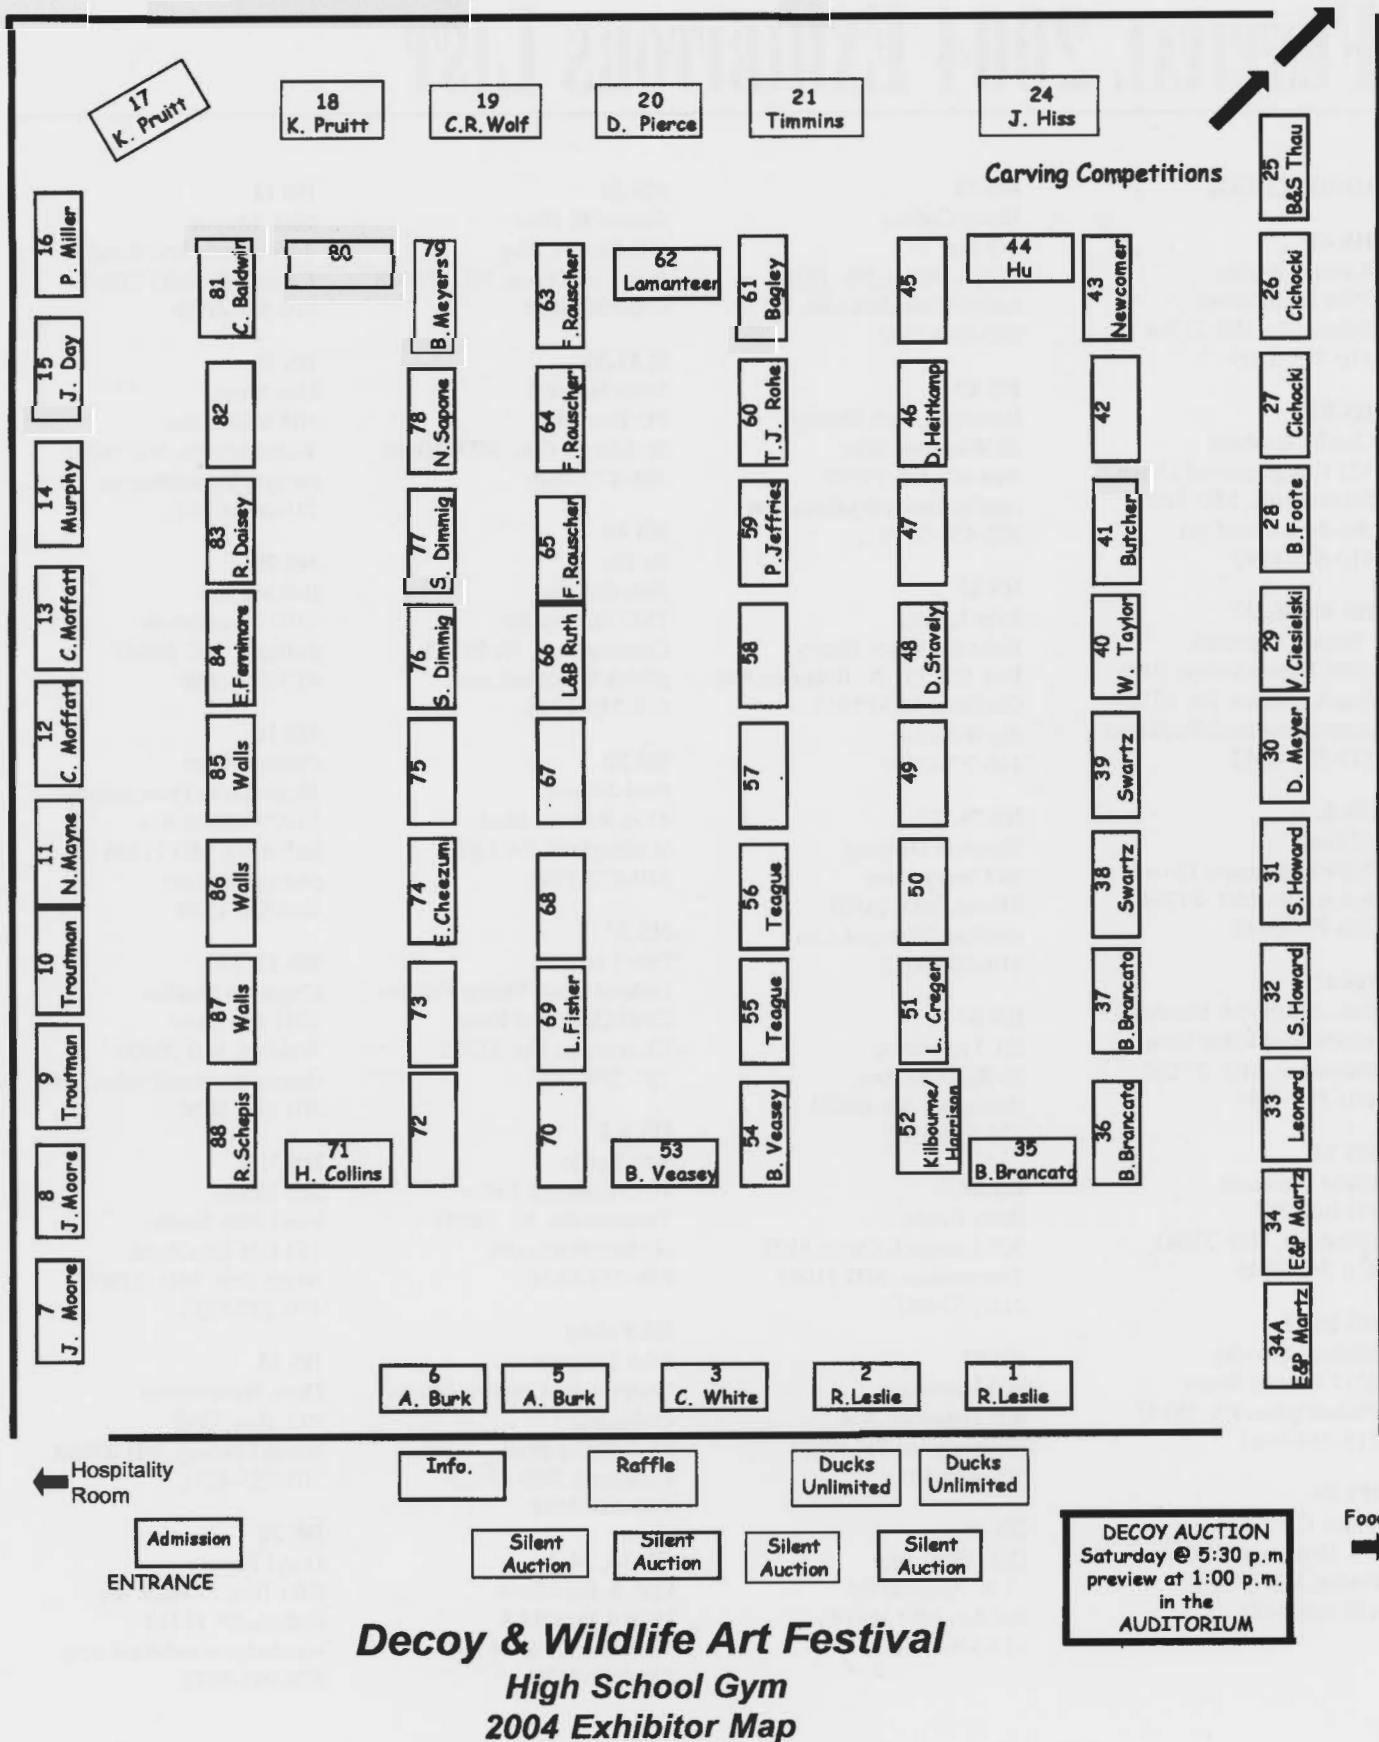 17
K. Pruitt
18
K. Pruitt
19
C.R. Wolf
20
D. Pierce
21
Timmins
24
J. Hiss
Carving Competitions
16
P. Miller
15
J. Day
14
Murphy
13
C. Moffatt
12
C. Moffatt
11
N. Mayne
10
Troutman
9
Troutman
8
J. Moore
7
J. Moore
81
C. Baldwin
82
83
R. Daisey
84
E. Fennimore
85
Walls
86
Walls
87
Walls
88
R. Schepis
80
71
H. Collins
79
B. Meyers
78
N. Sapone
77
S. Dimmig
76
S. Dimmig
75
74
E. Cheezum
73
72
63
F. Rauscher
64
F. Rauscher
65
F. Rauscher
66
L&B Ruth
67
68
69
L. Fisher
70
62
Lamanteer
53
B. Veasey
61
Bagley
60
T.J. Rohe
59
P. Jeffries
58
57
56
Teague
55
Teague
54
B. Veasey
45
46
D. Heitkamp
47
48
D. Stavely
49
50
51
L. Creger
52
Kilbourne/
Harrison
44
Hu
35
B. Brancato
43
Newcomer
42
41
Butcher
40
W. Taylor
39
Swartz
38
Swartz
37
B. Brancato
36
B. Brancato
25
B&S Thau
26
Cichocki
27
Cichocki
28
B. Foote
29
V. Ciesielski
30
D. Meyer
31
S. Howard
32
S. Howard
33
Leonard
34
E&P Martz
34A
E&P Martz
6
A. Burk
5
A. Burk
3
C. White
2
R. Leslie
1
R. Leslie
Hospitality
Room
Info.
Raffle
Ducks
Unlimited
Ducks
Unlimited
Admission
ENTRANCE
Silent
Auction
Silent
Auction
Silent
Auction
Silent
Auction
DECOY AUCTION
Saturday @ 5:30 p.m.
preview at 1:00 p.m.
in the
AUDITORIUM
Food
Decoy & Wildlife Art Festival
High School Gym
2004 Exhibitor Map